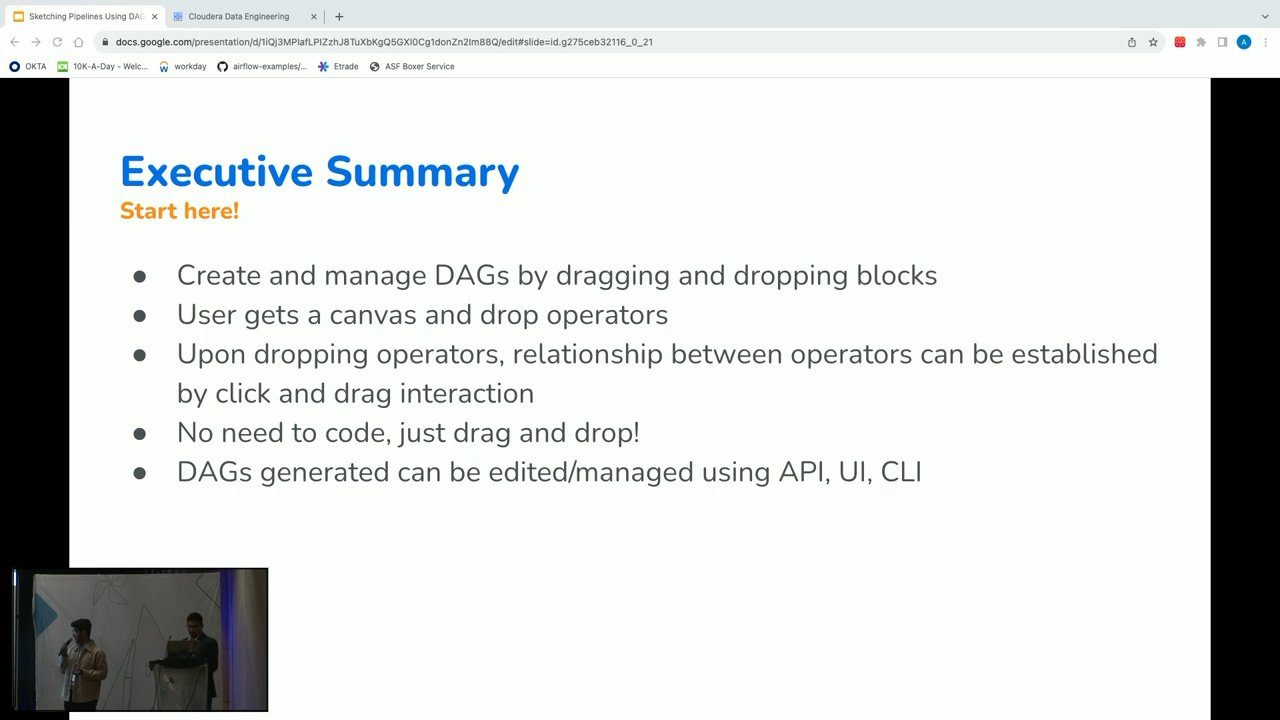 Sketching Pipelines Using DAG
Cloudera Data Engineering
docs.google.com/presentation/d/1iQj3MPIafLPIZzhJ8TuXbKgQ5GXl0Cg1donZn2lm88Q/edit#slide=id.g275ceb32116_0_21
OKTA
10K-A-Day - Welc...
workday
airflow-examples/...
Etrade
ASF Boxer Service
Executive Summary
Start here!
● Create and manage DAGs by dragging and dropping blocks
● User gets a canvas and drop operators
● Upon dropping operators, relationship between operators can be established
by click and drag interaction
● No need to code, just drag and drop!
● DAGs generated can be edited/managed using API, UI, CLI